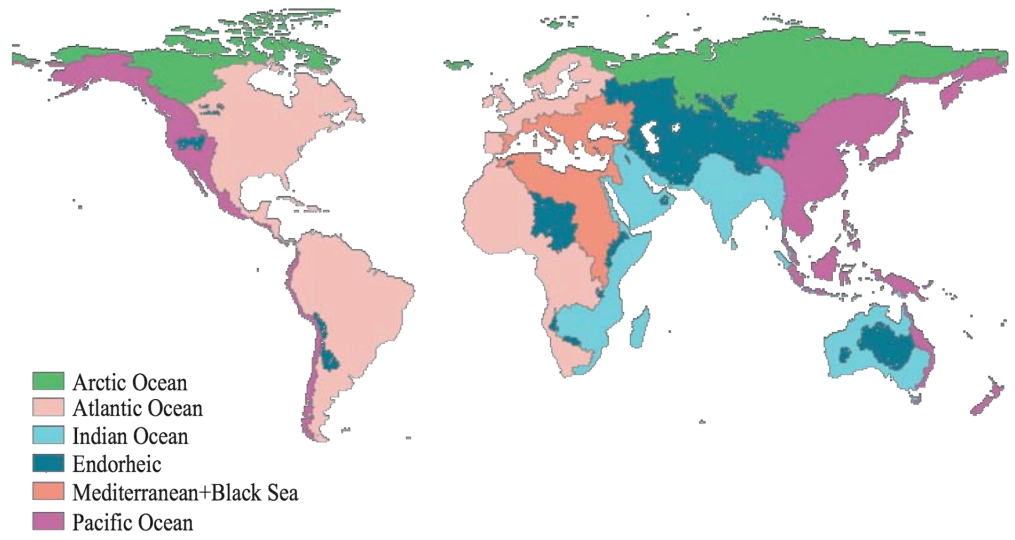 Arctic Ocean
Atlantic Ocean
Indian Ocean
Endorheic
Mediterranean+Black Sea
Pacific Ocean